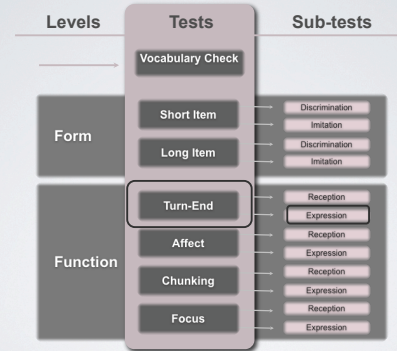 Levels Tests Sub-tests
Vocabulary Check
Form
Short Item
Discrimination
Imitation
Long Item
Discrimination
Imitation
Function
Turn-End
Reception
Expression
Affect
Reception
Expression
Chunking
Reception
Expression
Focus
Reception
Expression